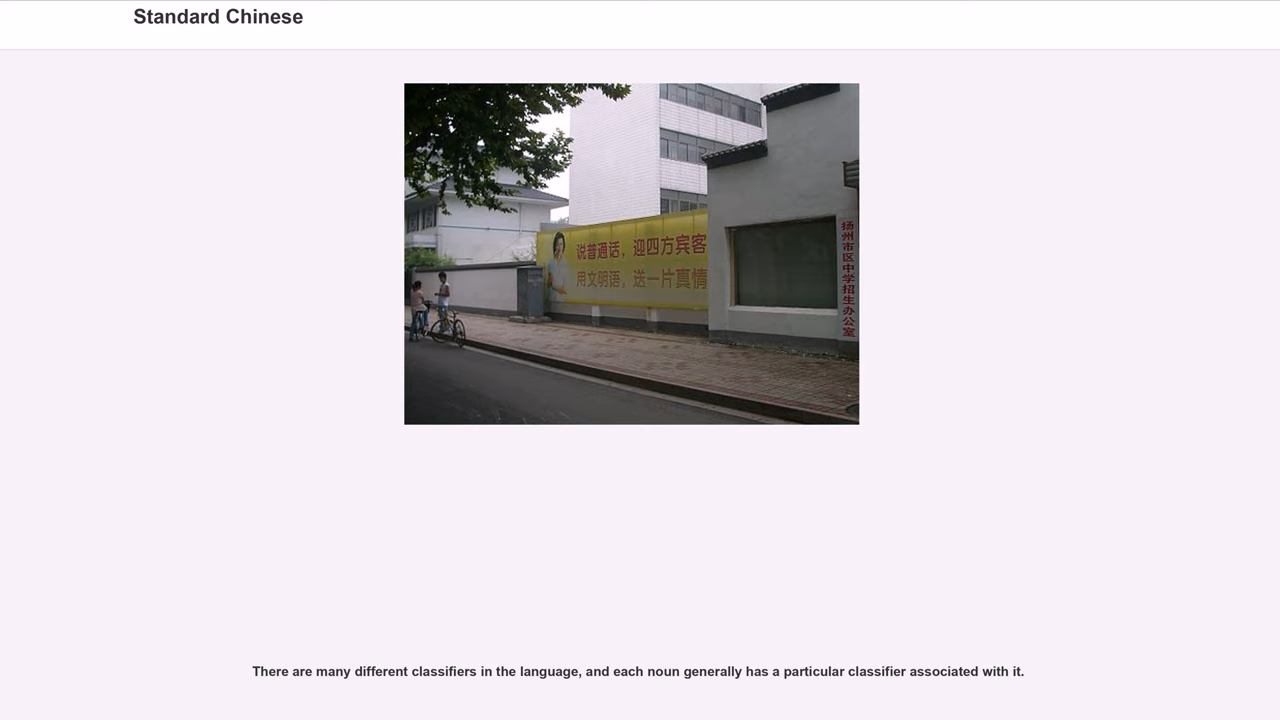 Standard Chinese
说普通话，迎四方宾客
用文明语，送一片真情
扬州市区中学招生办公室
There are many different classifiers in the language, and each noun generally has a particular classifier associated with it.